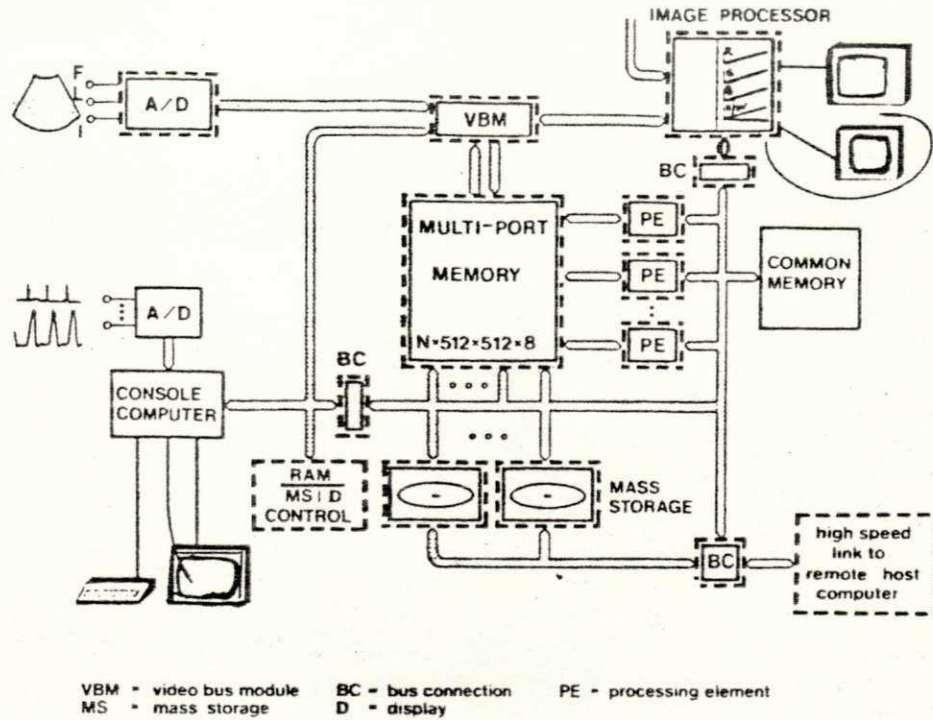 IMAGE PROCESSOR
F
I
A/D
VBM
BC
MULTI-PORT
MEMORY
N×512×512×8
PE
PE
PE
COMMON
MEMORY
A/D
BC
CONSOLE
COMPUTER
RAM
MS I D
CONTROL
MASS
STORAGE
BC
high speed
link to
remote host
computer
VBM = video bus module BC = bus connection PE = processing element
MS = mass storage D = display